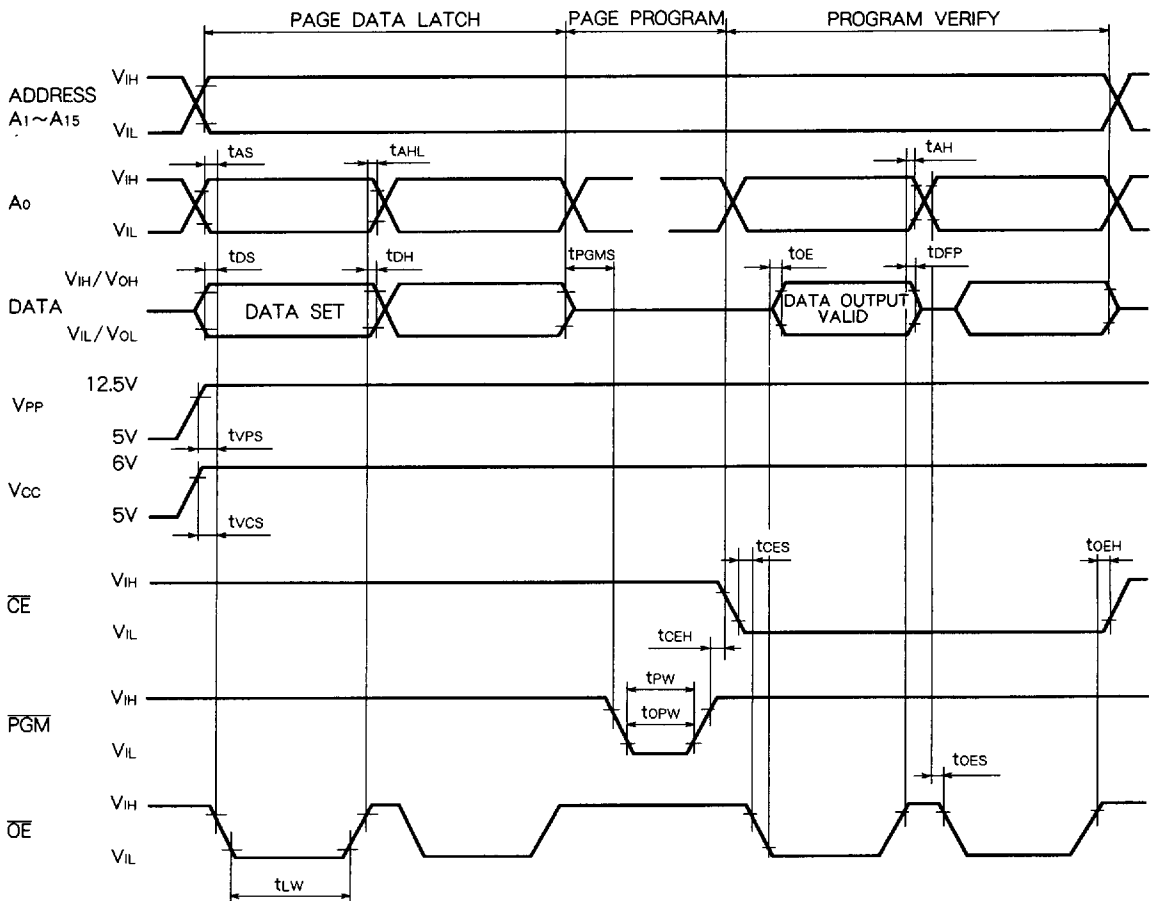 PAGE DATA LATCH PAGE PROGRAM PROGRAM VERIFY
VIH
ADDRESS
A1~A15
VIL
tAS tAHL tAH
VIH
A0
VIL
tDS tDH tPGMS tOE tDFP
VIH/VOH
DATA DATA SET DATA OUTPUT
VALID
VIL/VOL
12.5V
VPP
5V
tVPS
6V
VCC
5V
tVCS
tCES tOEH
VIH
CE
VIL
tCEH
tPW
VIH
PGM
tOPW
VIL
tOES
VIH
OE
VIL
tLW